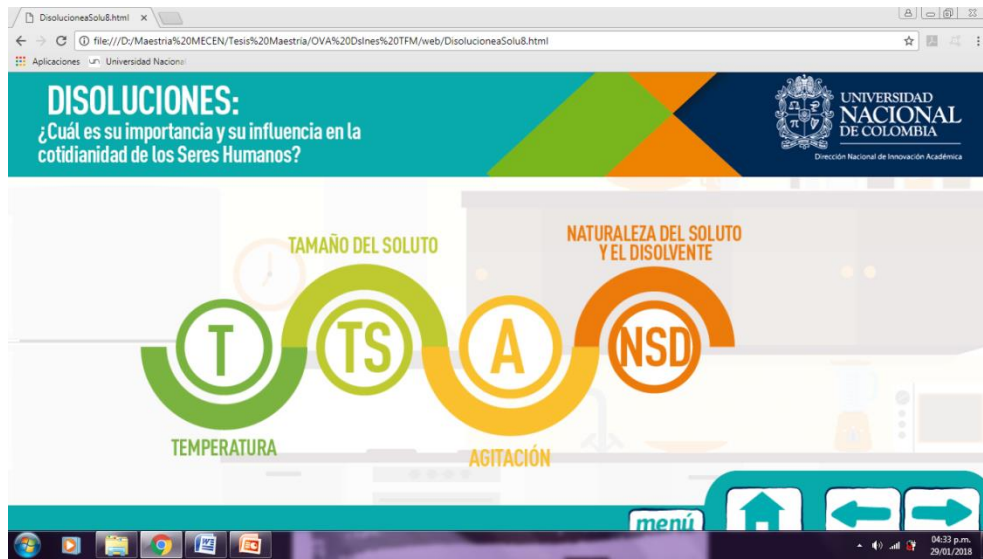 DisolucioneaSolu8.html
file:///D:/Maestria%20MECEN/Tesis%20Maestria/OVA%20DsInes%20TFM/web/DisolucioneaSolu8.html
Aplicaciones
UN
Universidad Nacional
DISOLUCIONES:
¿Cuál es su importancia y su influencia en la
cotidianidad de los Seres Humanos?
UNIVERSIDAD
NACIONAL
DE COLOMBIA
Dirección Nacional de Innovación Académica
TAMAÑO DEL SOLUTO
NATURALEZA DEL SOLUTO
Y EL DISOLVENTE
T
TS
A
NSD
TEMPERATURA
AGITACIÓN
menú
04:33 p.m.
29/01/2018